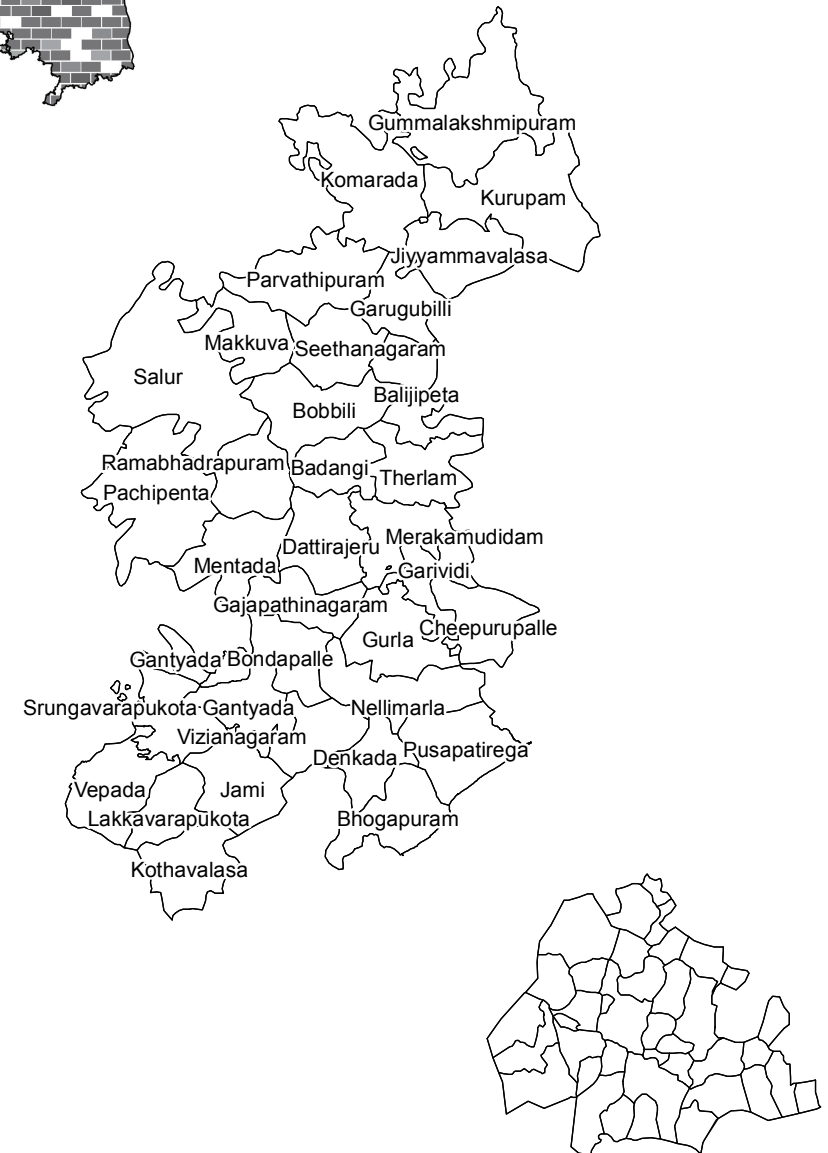 Gummalakshmipuram
Komarada
Kurupam
Jiyyammavalasa
Parvathipuram
Garugubilli
Makkuva
Seethanagaram
Salur
Balijipeta
Bobbili
Ramabhadrapuram
Badangi
Therlam
Pachipenta
Merakamudidam
Dattirajeru
Mentada
Garividi
Gajapathinagaram
Cheepurupalle
Gurla
Gantyada
Bondapalle
Srungavarapukota
Gantyada
Nellimarla
Vizianagaram
Pusapatirega
Denkada
Vepada
Jami
Lakkavarapukota
Bhogapuram
Kothavalasa